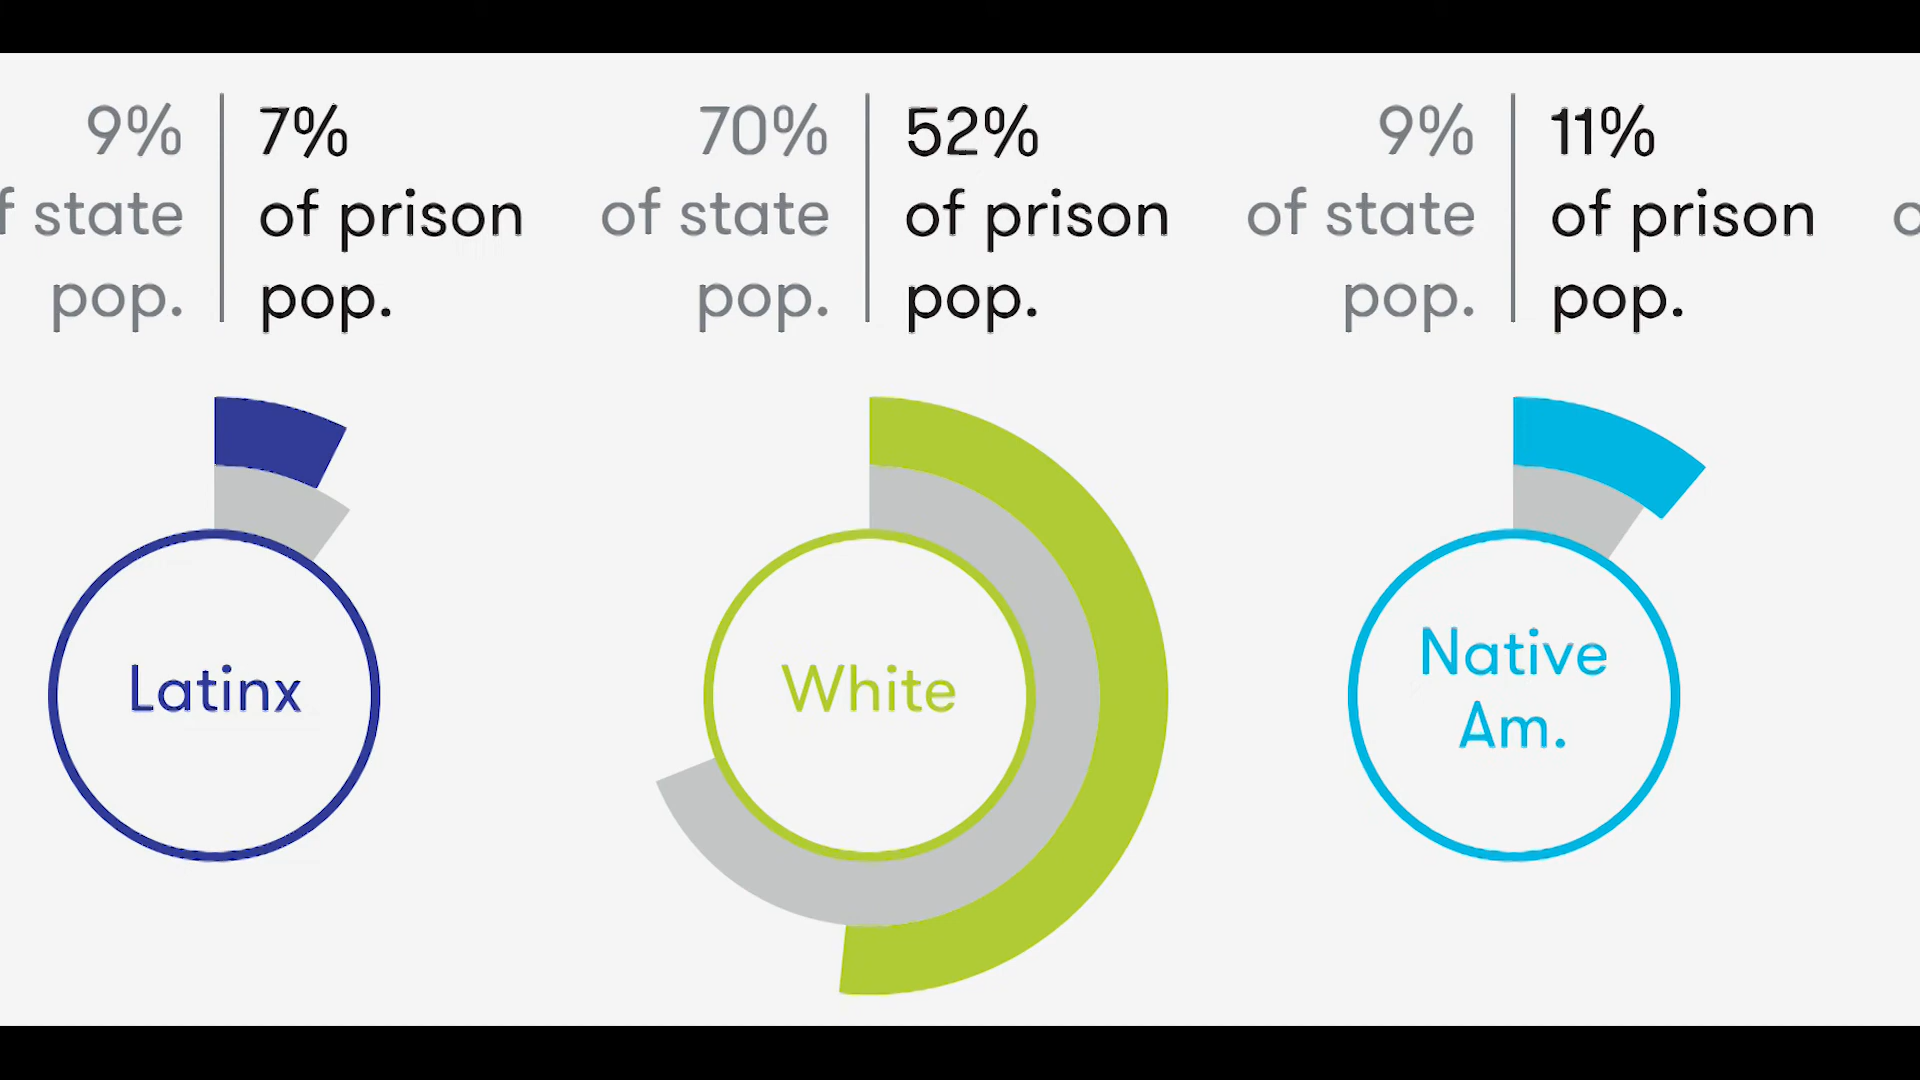 9%
f state
pop.
7%
of prison
pop.
70%
of state
pop.
52%
of prison
pop.
9%
of state
pop.
11%
of prison
pop.
Latinx
White
Native
Am.